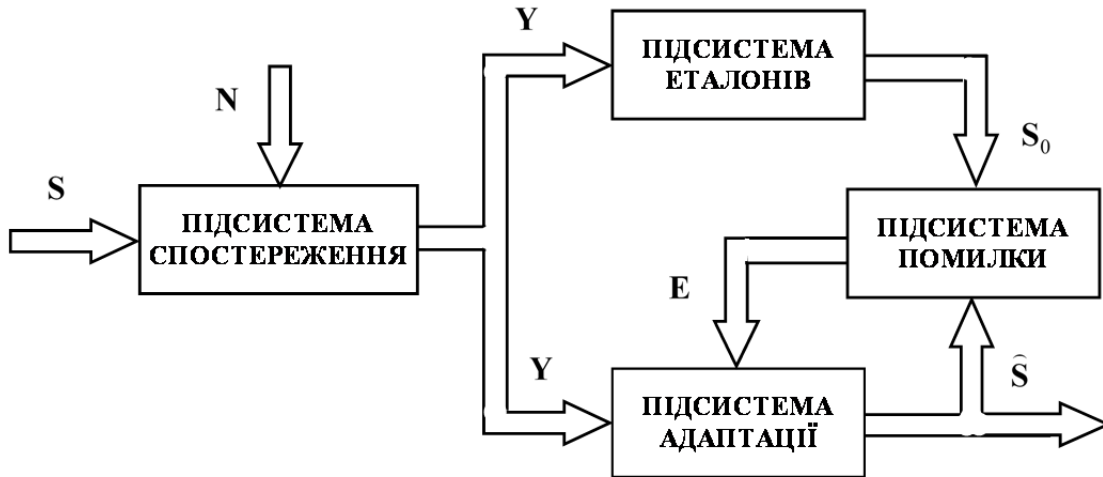 Y
ПІДСИСТЕМА
ЕТАЛОНІВ
N
S₀
S
ПІДСИСТЕМА
СПОСТЕРЕЖЕННЯ
ПІДСИСТЕМА
ПОМИЛКИ
E
Y
ПІДСИСТЕМА
АДАПТАЦІЇ
Ŝ